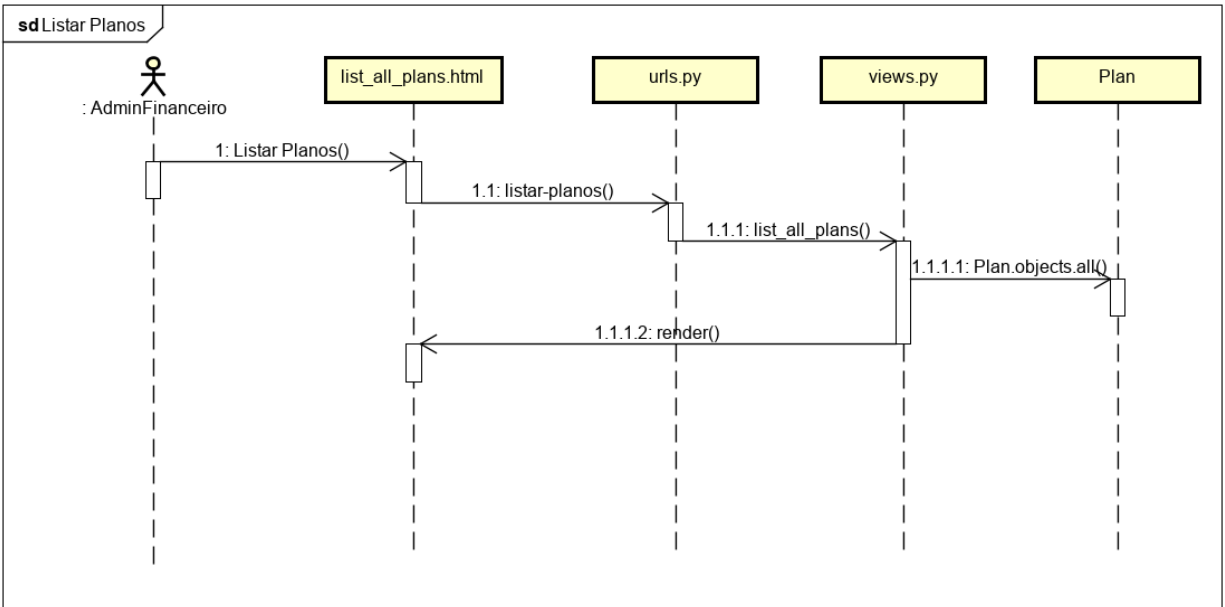 sd Listar Planos
: AdminFinanceiro
list_all_plans.html
urls.py
views.py
Plan
1: Listar Planos()
1.1: listar-planos()
1.1.1: list_all_plans()
1.1.1.1: Plan.objects.all()
1.1.1.2: render()